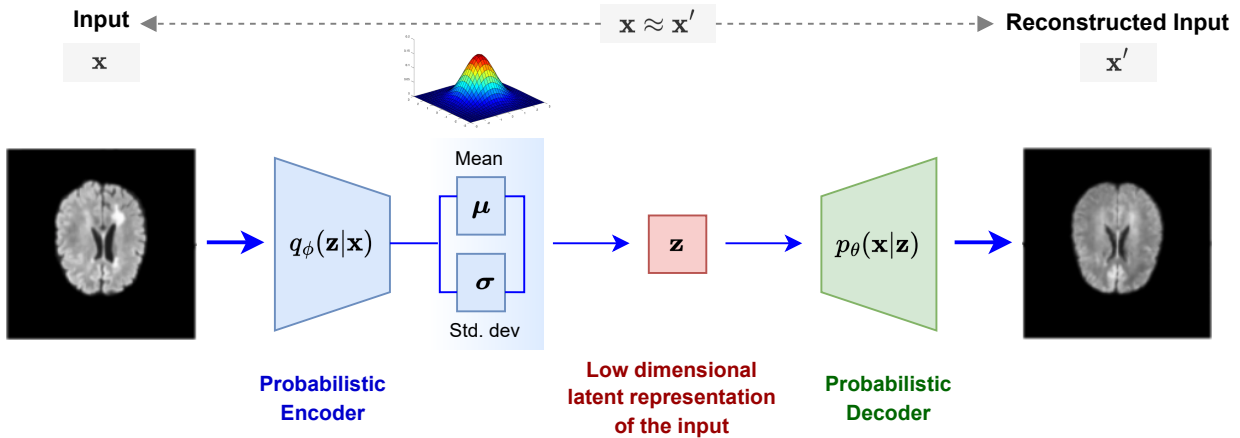 Input
x ≈ x′
Reconstructed Input
x
x′
Mean
μ
q_ϕ(z|x)
z
p_θ(x|z)
σ
Std. dev
Probabilistic
Encoder
Low dimensional
latent representation
of the input
Probabilistic
Decoder